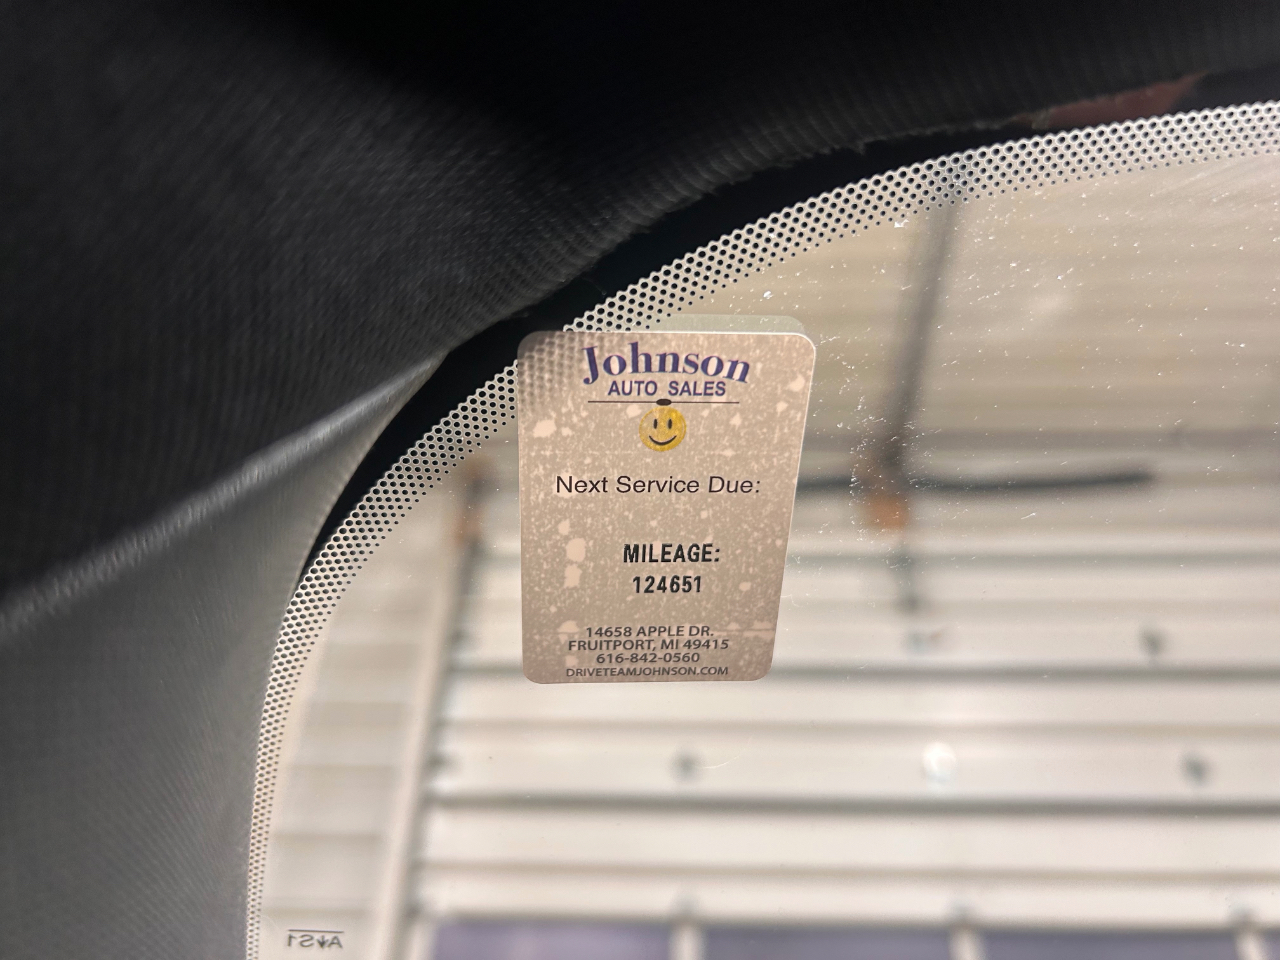 Johnson
AUTO SALES
Next Service Due:
MILEAGE:
124651
14658 APPLE DR.
FRUITPORT, MI 49415
616-842-0560
DRIVETEAMJOHNSON.COM
AS1